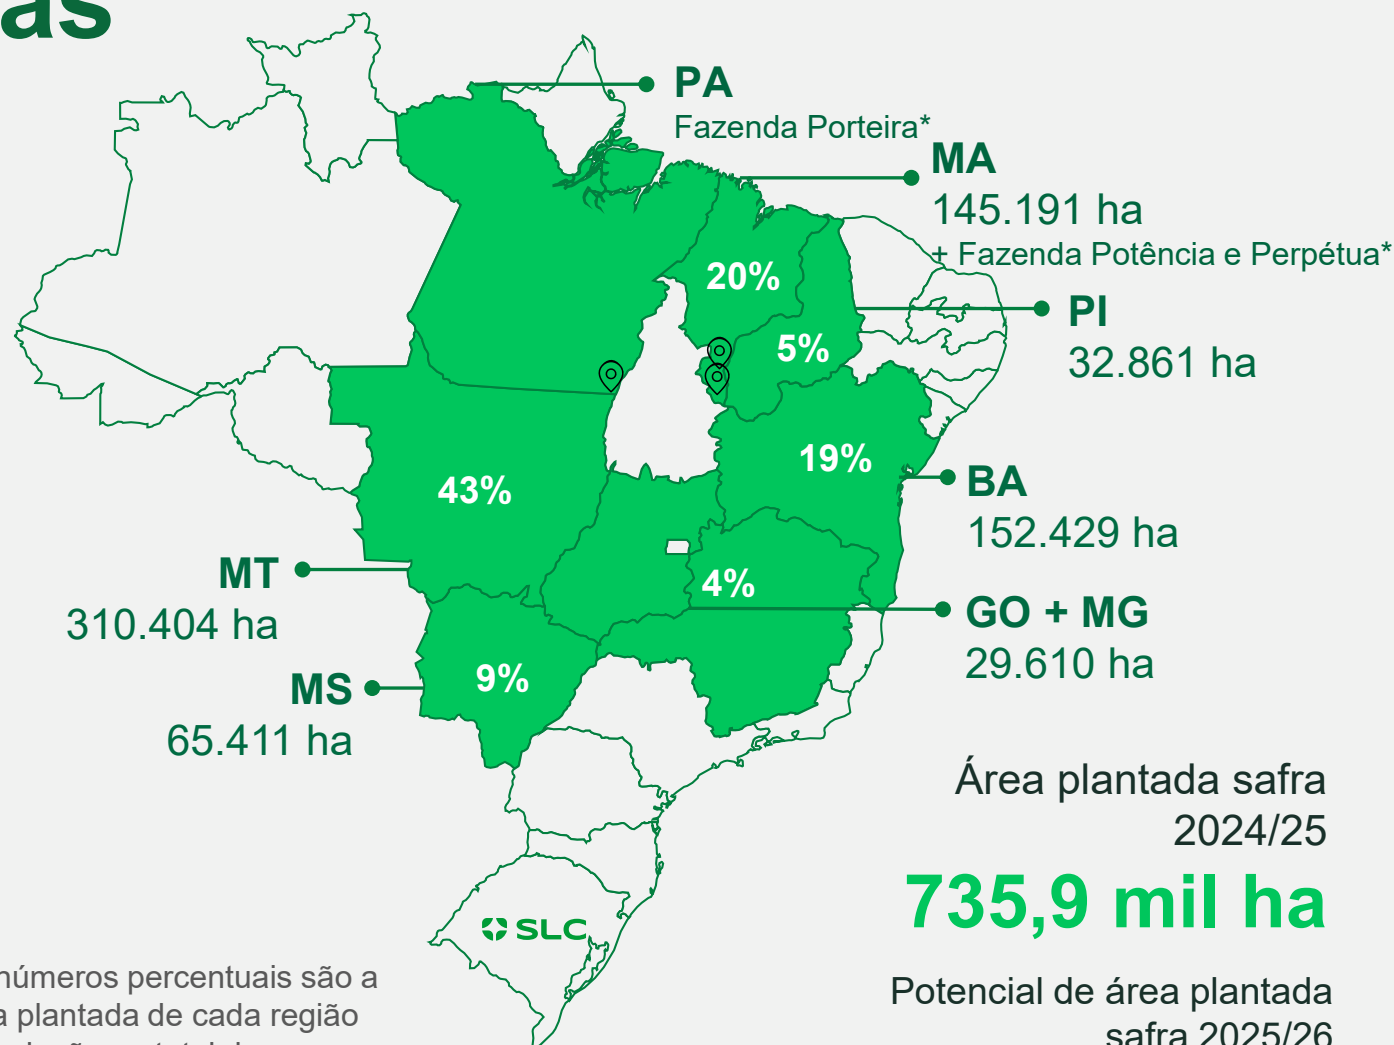 as
PA
Fazenda Porteira*
MA
145.191 ha
+ Fazenda Potência e Perpétua*
20%
PI
32.861 ha
5%
19%
BA
152.429 ha
43%
MT
310.404 ha
4%
GO + MG
29.610 ha
9%
MS
65.411 ha
Área plantada safra
2024/25
735,9 mil ha
SLC
números percentuais são a
a plantada de cada região
Potencial de área plantada
safra 2025/26